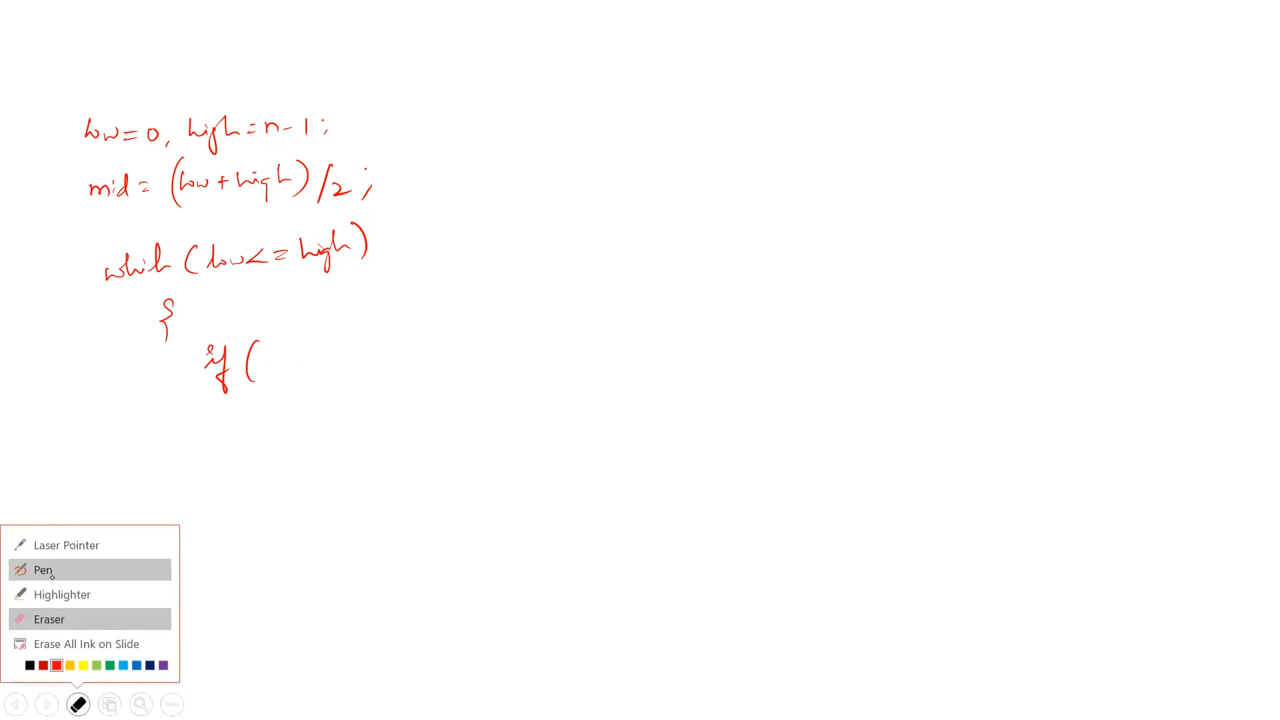 low=0, high=n-1;
mid= (low+high)/2;
while (low<=high)
{
if (
Laser Pointer
Pen
Highlighter
Eraser
Erase All Ink on Slide